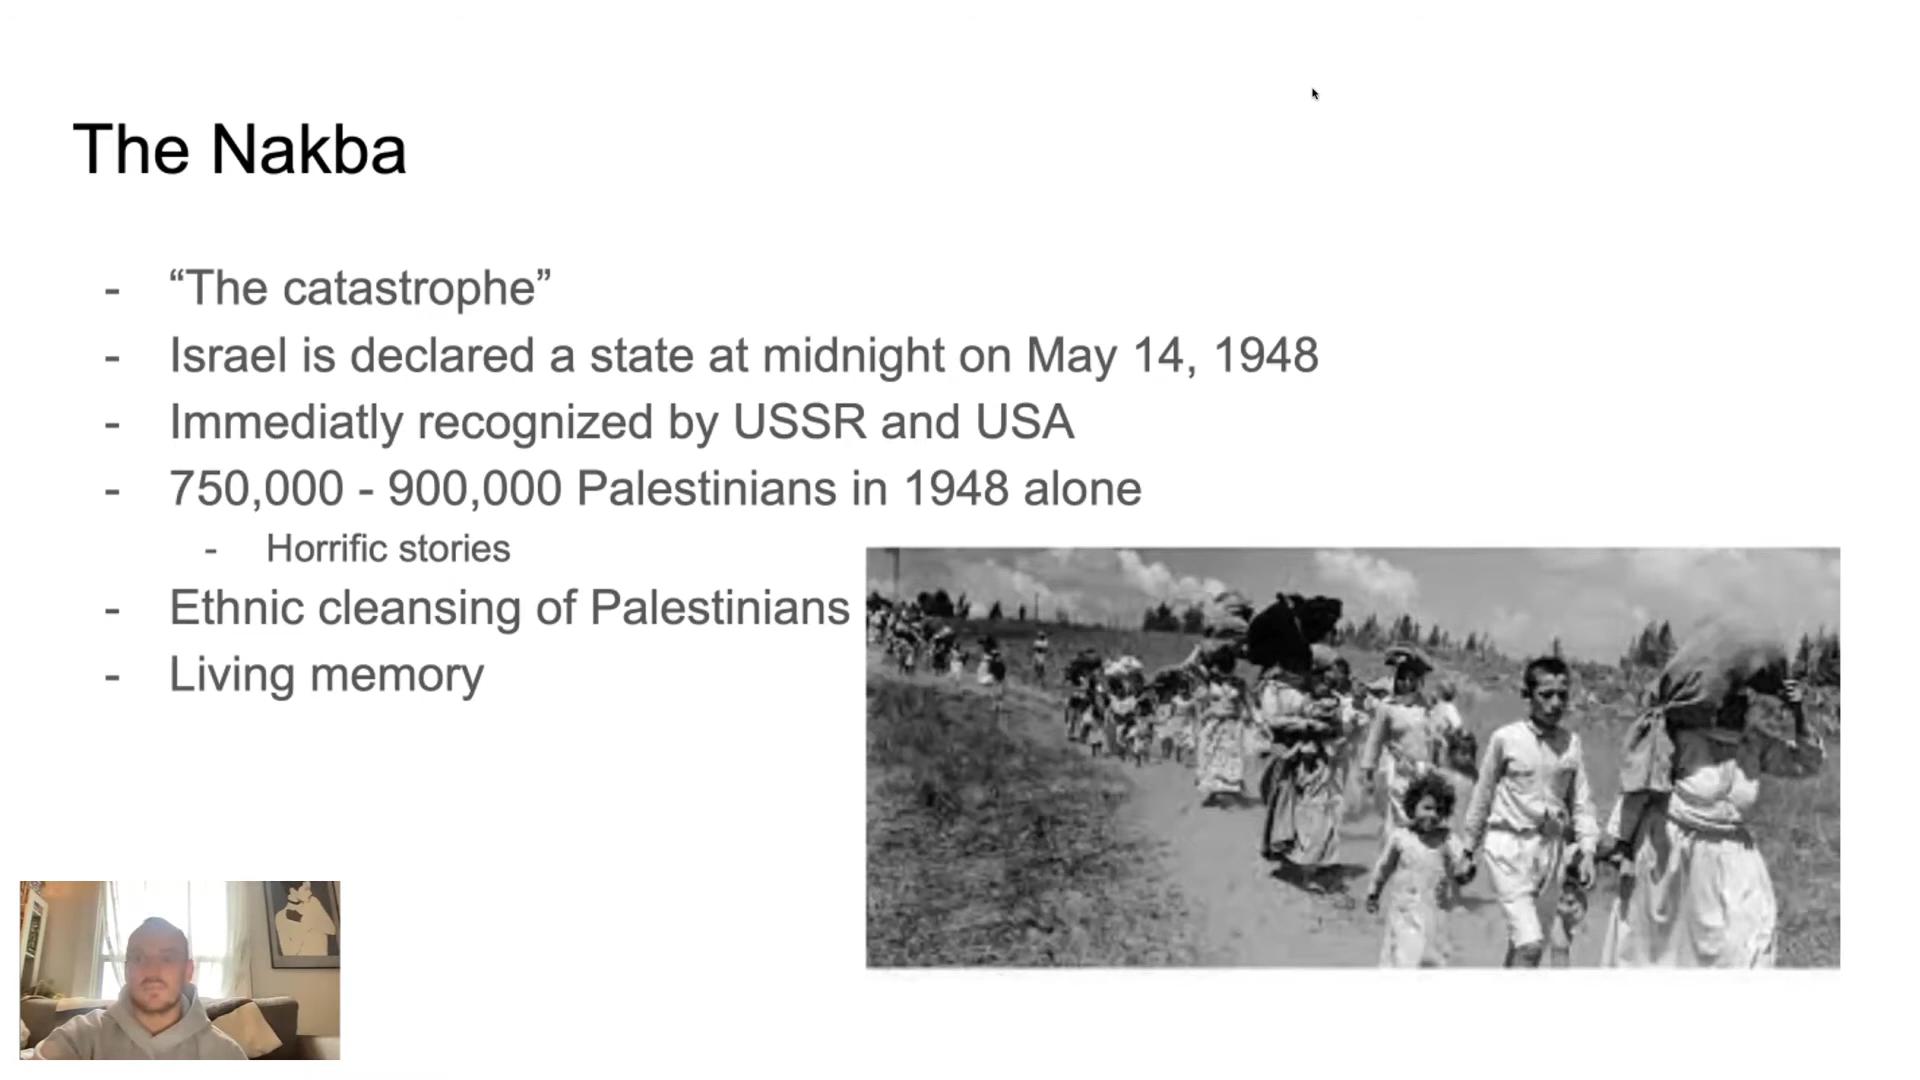 The Nakba
- “The catastrophe”
- Israel is declared a state at midnight on May 14, 1948
- Immediatly recognized by USSR and USA
- 750,000 - 900,000 Palestinians in 1948 alone
- Horrific stories
- Ethnic cleansing of Palestinians
- Living memory